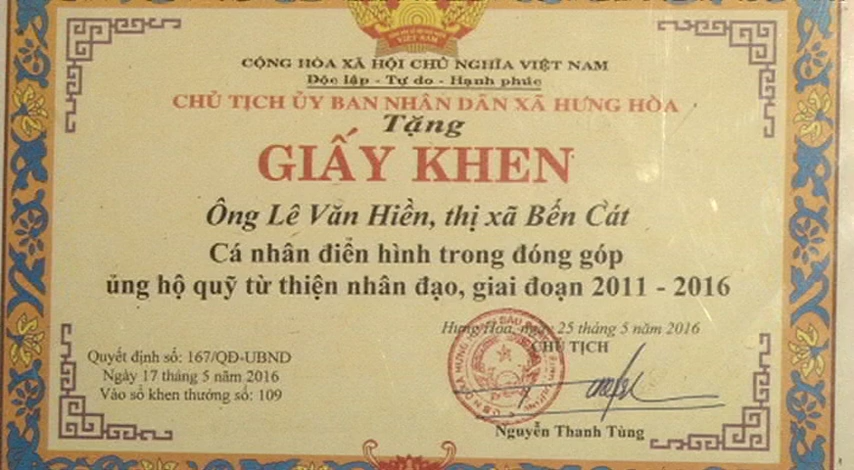 CỘNG HÒA XÃ HỘI CHỦ NGHĨA VIỆT NAM
Độc lập - Tự do - Hạnh phúc
CHỦ TỊCH ỦY BAN NHÂN DÂN XÃ HƯNG HÒA
Tặng
GIẤY KHEN
Ông Lê Văn Hiền, thị xã Bến Cát
Cá nhân điển hình trong đóng góp
ủng hộ quỹ từ thiện nhân đạo, giai đoạn 2011 - 2016
Hưng Hòa, ngày 25 tháng 5 năm 2016
CHỦ TỊCH
Quyết định số: 167/QĐ-UBND
Ngày 17 tháng 5 năm 2016
Vào sổ khen thưởng số: 109
Nguyễn Thanh Tùng